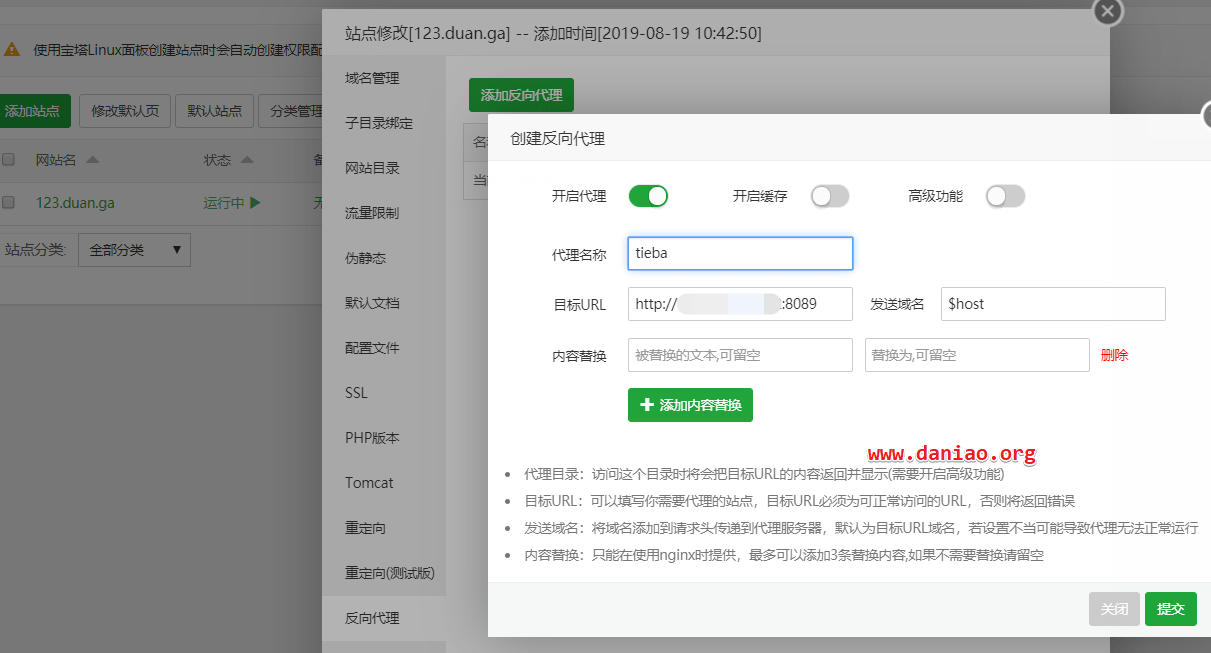 站点修改[123.duan.ga] -- 添加时间[2019-08-19 10:42:50]
使用宝塔Linux面板创建站点时会自动创建权限配
添加站点
修改默认页
默认站点
分类管理
网站名
状态
123.duan.ga
运行中
站点分类:
全部分类
域名管理
子目录绑定
网站目录
流量限制
伪静态
默认文档
配置文件
SSL
PHP版本
Tomcat
重定向
重定向(测试版)
反向代理
添加反向代理
创建反向代理
开启代理
开启缓存
高级功能
代理名称
tieba
目标URL
http://
:8089
发送域名
$host
内容替换
被替换的文本,可留空
替换为,可留空
删除
添加内容替换
www.daniao.org
代理目录：访问这个目录时将会把目标URL的内容返回并显示(需要开启高级功能)
目标URL：可以填写你需要代理的站点，目标URL必须为可正常访问的URL，否则将返回错误
发送域名：将域名添加到请求头传递到代理服务器，默认为目标URL域名，若设置不当可能导致代理无法正常运行
内容替换：只能在使用nginx时提供，最多可以添加3条替换内容,如果不需要替换请留空
关闭
提交